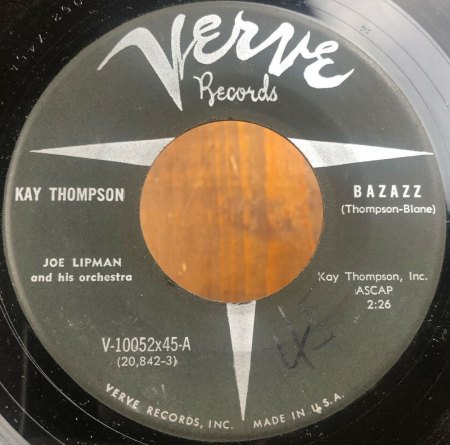 Verve
Records
KAY THOMPSON
BAZAZZ
(Thompson-Blane)
JOE LIPMAN
and his orchestra
Kay Thompson, Inc.
ASCAP
2:26
V-10052x45-A
(20,842-3)
VERVE RECORDS, INC. MADE IN U.S.A.